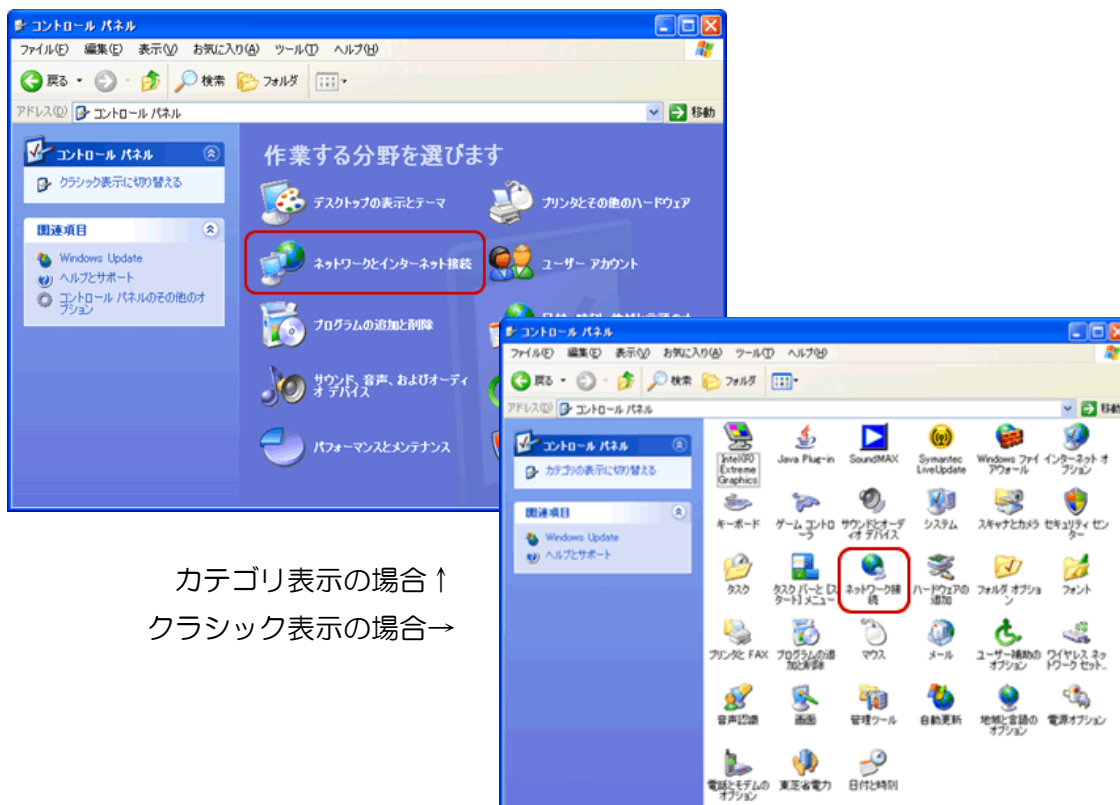 コントロール パネル
ファイル(F) 編集(E) 表示(V) お気に入り(A) ツール(T) ヘルプ(H)
戻る 検索 フォルダ
アドレス(D) コントロール パネル 移動
コントロール パネル
クラシック表示に切り替える
関連項目
Windows Update
ヘルプとサポート
コントロール パネルのその他のオ
プション
作業する分野を選びます
デスクトップの表示とテーマ
プリンタとその他のハードウェア
ネットワークとインターネット接続
ユーザー アカウント
プログラムの追加と削除
サウンド、音声、およびオーディ
オ デバイス
パフォーマンスとメンテナンス
カテゴリ表示の場合↑
クラシック表示の場合→
コントロール パネル
ファイル(F) 編集(E) 表示(V) お気に入り(A) ツール(T) ヘルプ(H)
戻る 検索 フォルダ
アドレス(D) コントロール パネル 移動
コントロール パネル
カテゴリの表示に切り替える
関連項目
Windows Update
ヘルプとサポート
Intel(R)
Extreme
Graphics
Java Plug-in
SoundMAX
Symantec
LiveUpdate
Windows ファイ
アウォール
インターネット オ
プション
キーボード
ゲーム コントロ
ーラ
サウンドとオーデ
ィオ デバイス
システム
スキャナとカメラ
セキュリティ セン
ター
タスク
タスク バーと [ス
タート] メニュー
ネットワーク接
続
ハードウェアの
追加
フォルダ オプショ
ン
フォント
プリンタと FAX
プログラムの追
加と削除
マウス
メール
ユーザー補助の
オプション
ワイヤレス ネッ
トワーク セット...
音声認識
画面
管理ツール
自動更新
地域と言語の
オプション
電源オプション
電話とモデムの
オプション
東芝省電力
日付と時刻